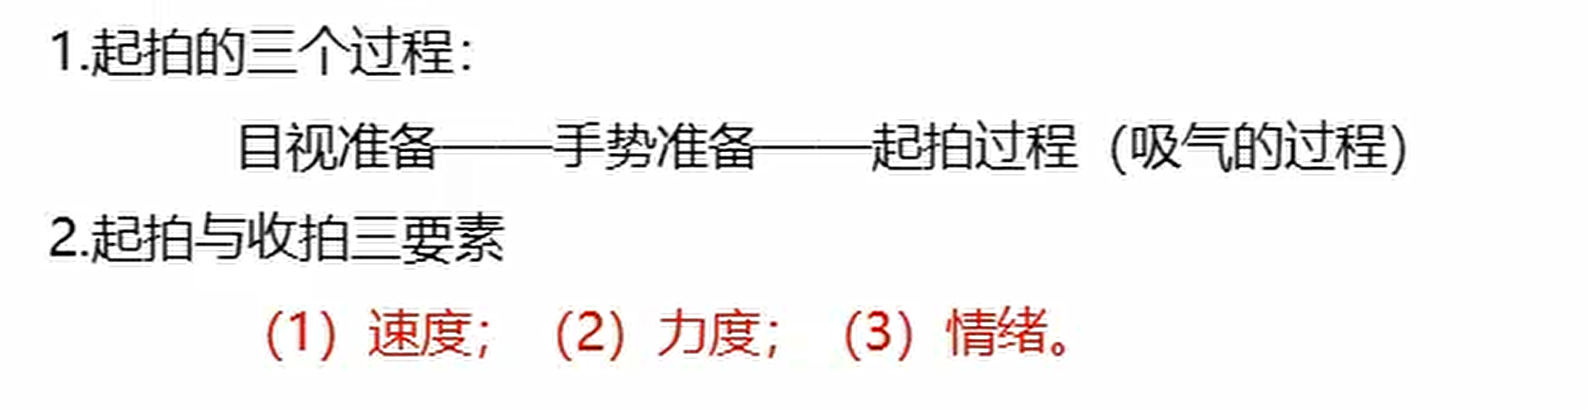 1.起拍的三个过程：
目视准备——手势准备——起拍过程（吸气的过程）
2.起拍与收拍三要素
（1）速度；（2）力度；（3）情绪。